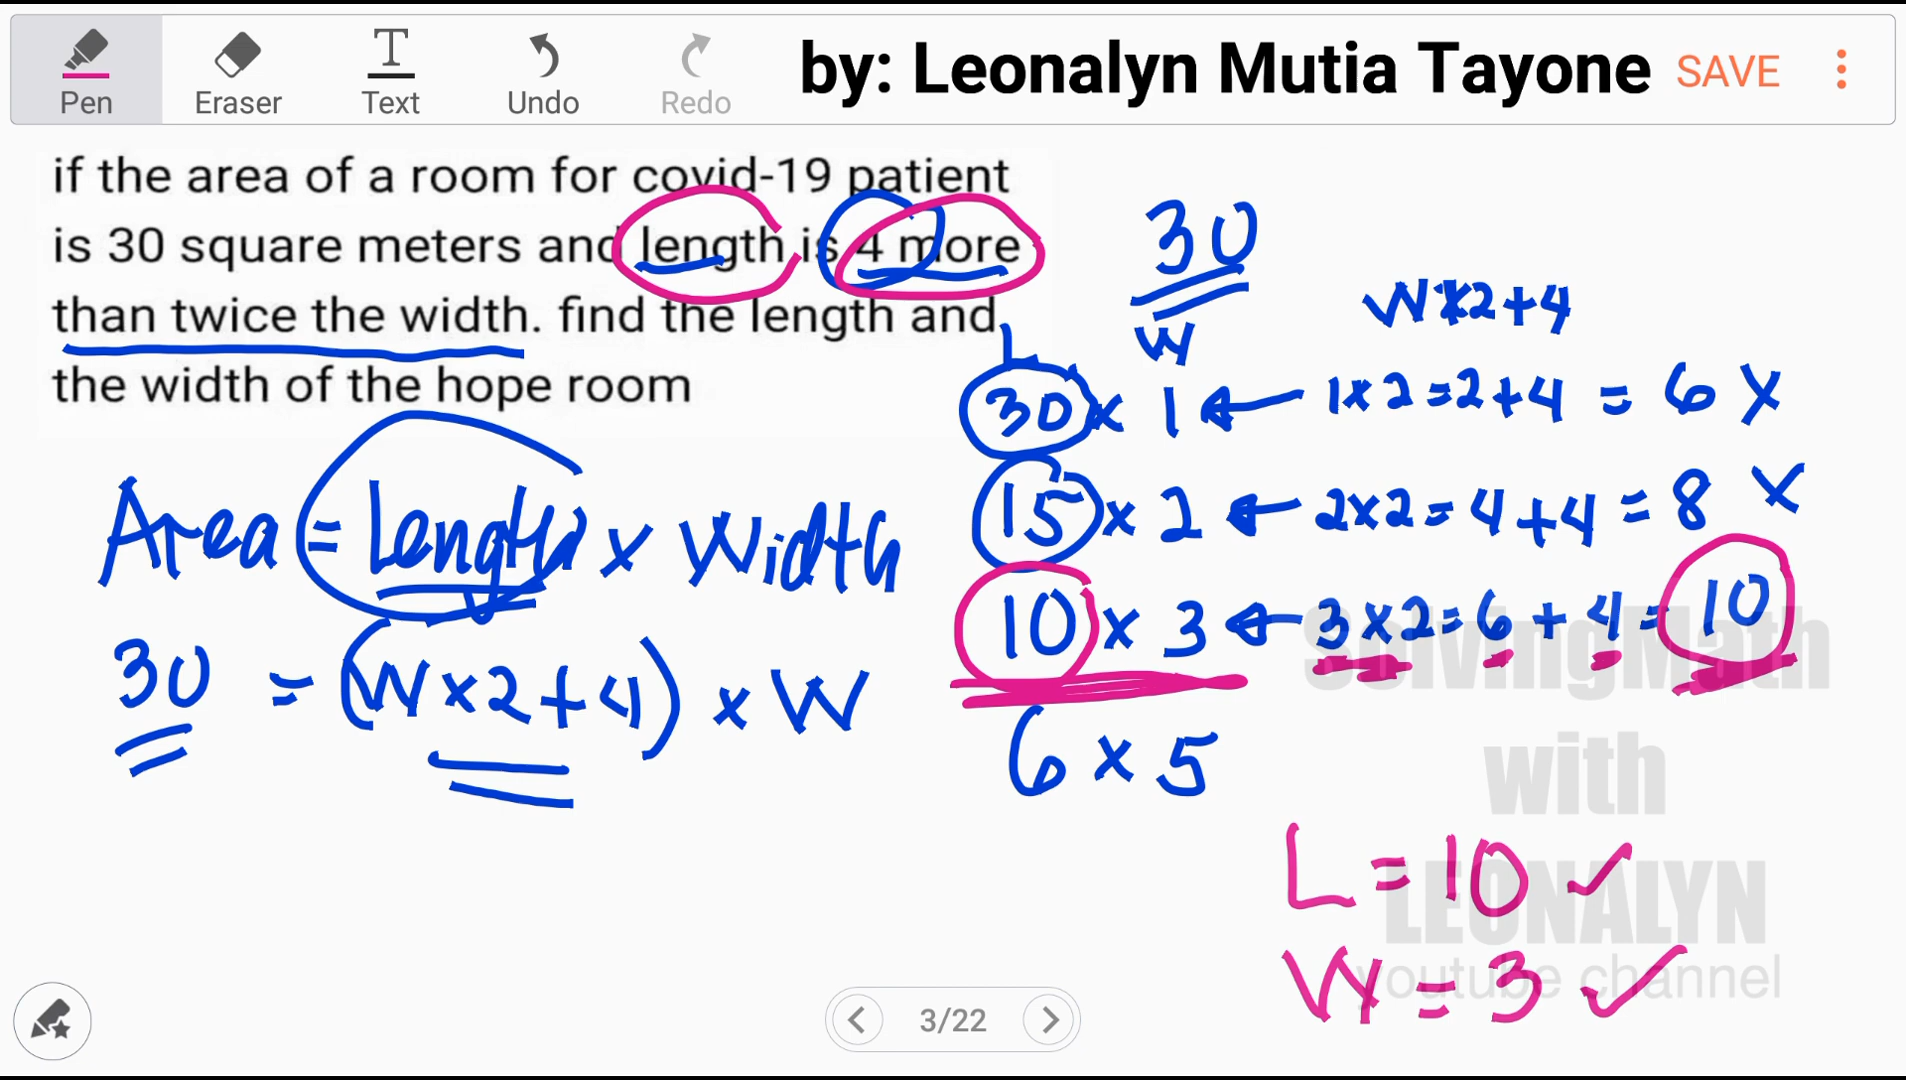 Pen Eraser Text Undo Redo by: Leonalyn Mutia Tayone SAVE
if the area of a room for covid-19 patient
is 30 square meters and length is 4 more
than twice the width. find the length and
the width of the hope room
30
W
W×2+4
L
30 × 1 ← 1×2=2+4 = 6 X
15 × 2 ← 2×2=4+4=8 X
10 × 3 ← 3×2=6+4=10
6 × 5
Area = Length × Width
30 = (W×2+4) × W
L = 10 ✓
W = 3 ✓
SolvingMath
with
LEONALYN
youtube channel
3/22